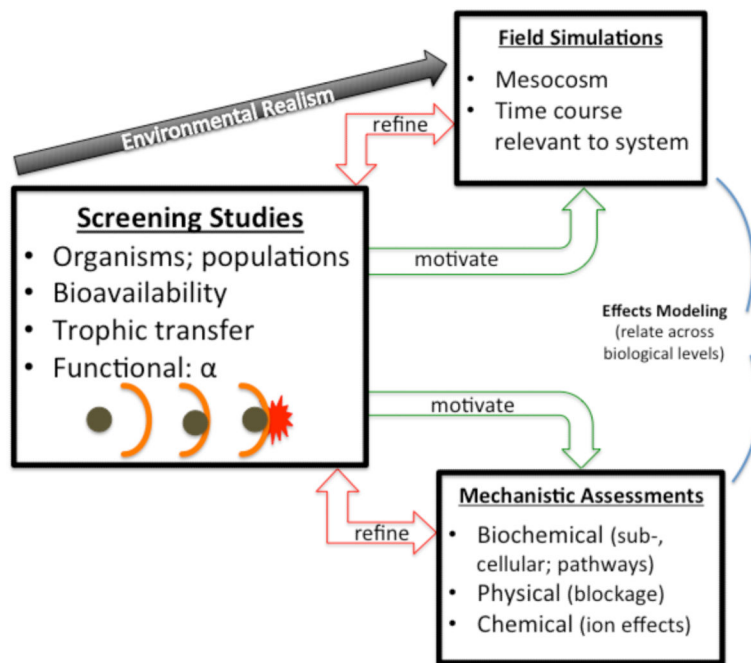 Environmental Realism
Field Simulations
• Mesocosm
• Time course
relevant to system
refine
Screening Studies
• Organisms; populations
• Bioavailability
• Trophic transfer
• Functional: α
motivate
Effects Modeling
(relate across
biological levels)
motivate
refine
Mechanistic Assessments
• Biochemical (sub-,
cellular; pathways)
• Physical (blockage)
• Chemical (ion effects)